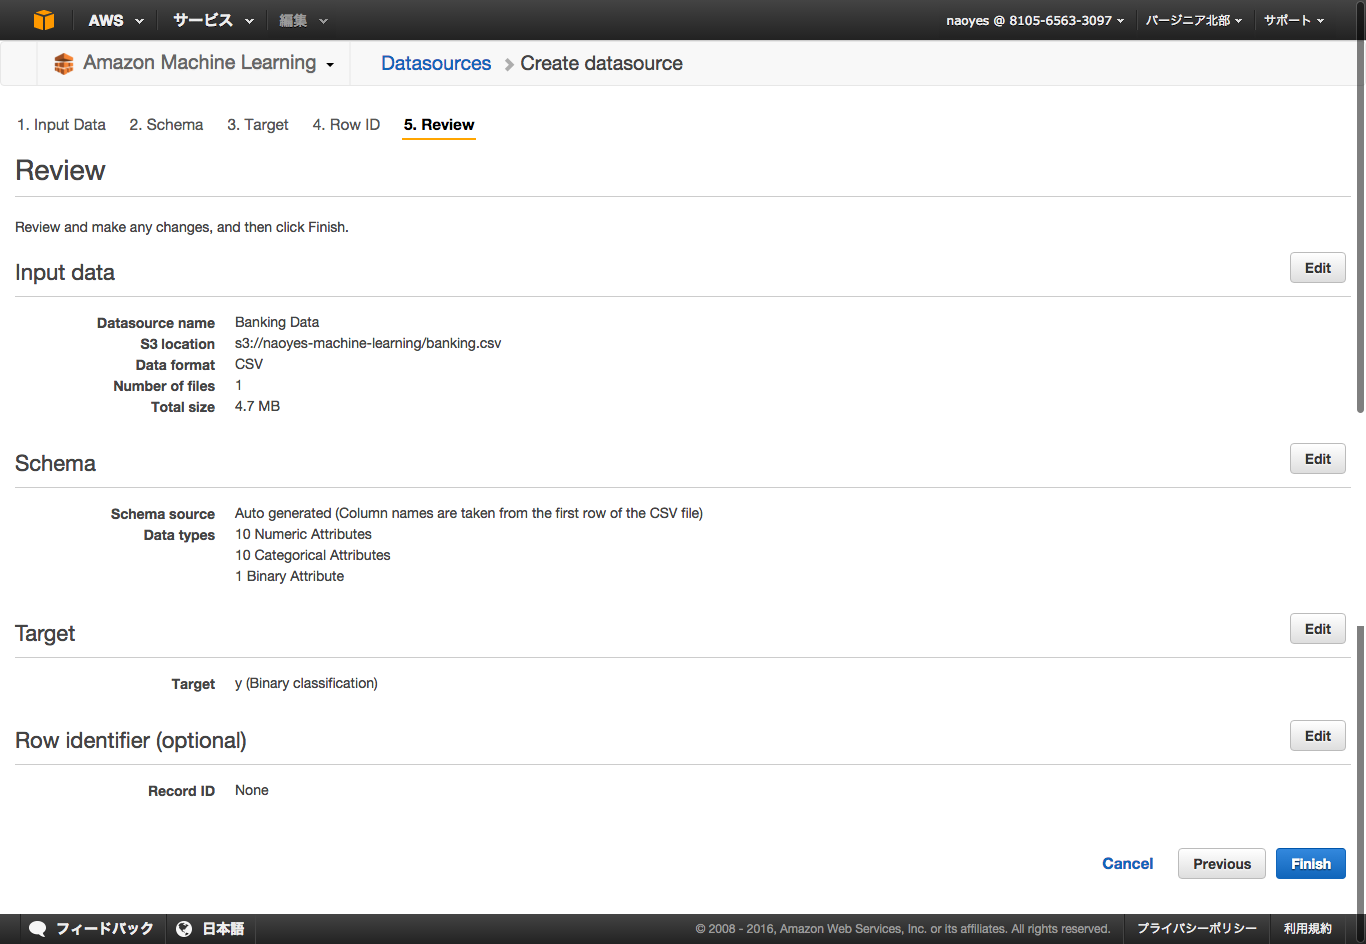 AWS サービス 編集 naoyes @ 8105-6563-3097 バージニア北部 サポート
Amazon Machine Learning Datasources Create datasource
1. Input Data 2. Schema 3. Target 4. Row ID 5. Review
Review
Review and make any changes, and then click Finish.
Input data Edit
Datasource name Banking Data
S3 location s3://naoyes-machine-learning/banking.csv
Data format CSV
Number of files 1
Total size 4.7 MB
Schema Edit
Schema source Auto generated (Column names are taken from the first row of the CSV file)
Data types 10 Numeric Attributes
10 Categorical Attributes
1 Binary Attribute
Target Edit
Target y (Binary classification)
Row identifier (optional) Edit
Record ID None
Cancel Previous Finish
フィードバック 日本語 © 2008 - 2016, Amazon Web Services, Inc. or its affiliates. All rights reserved. プライバシーポリシー 利用規約